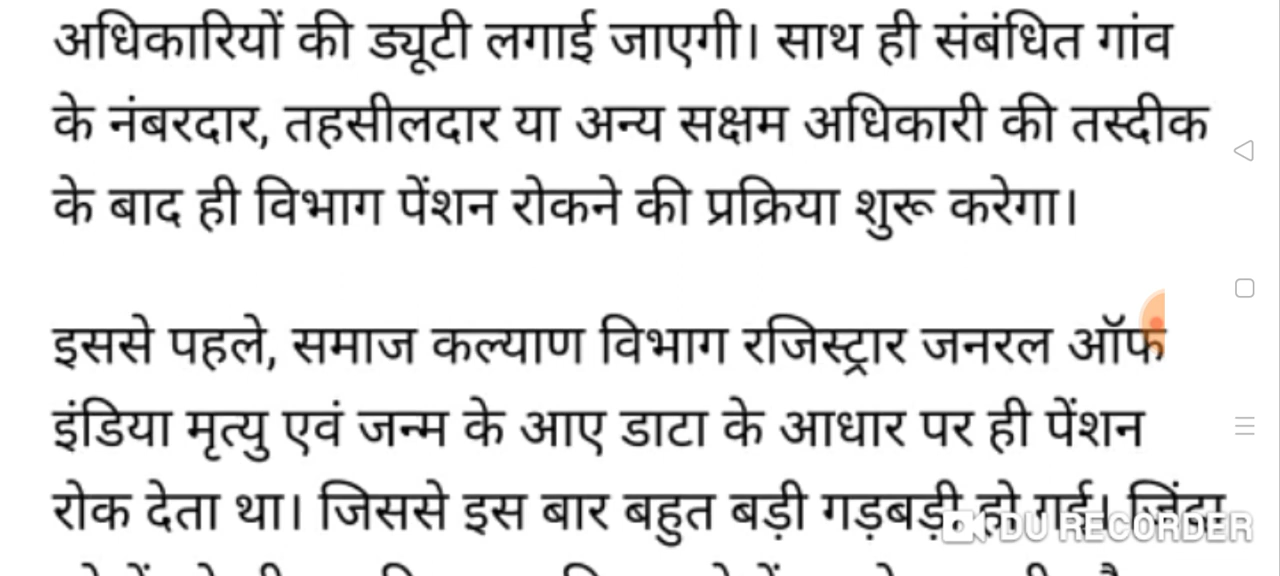 अधिकारियों की ड्यूटी लगाई जाएगी। साथ ही संबंधित गांव
के नंबरदार, तहसीलदार या अन्य सक्षम अधिकारी की तस्दीक
के बाद ही विभाग पेंशन रोकने की प्रक्रिया शुरू करेगा।
इससे पहले, समाज कल्याण विभाग रजिस्ट्रार जनरल ऑफ
इंडिया मृत्यु एवं जन्म के आए डाटा के आधार पर ही पेंशन
रोक देता था। जिससे इस बार बहुत बड़ी गड़बड़ी हो गई। जिंदा
DU RECORDER